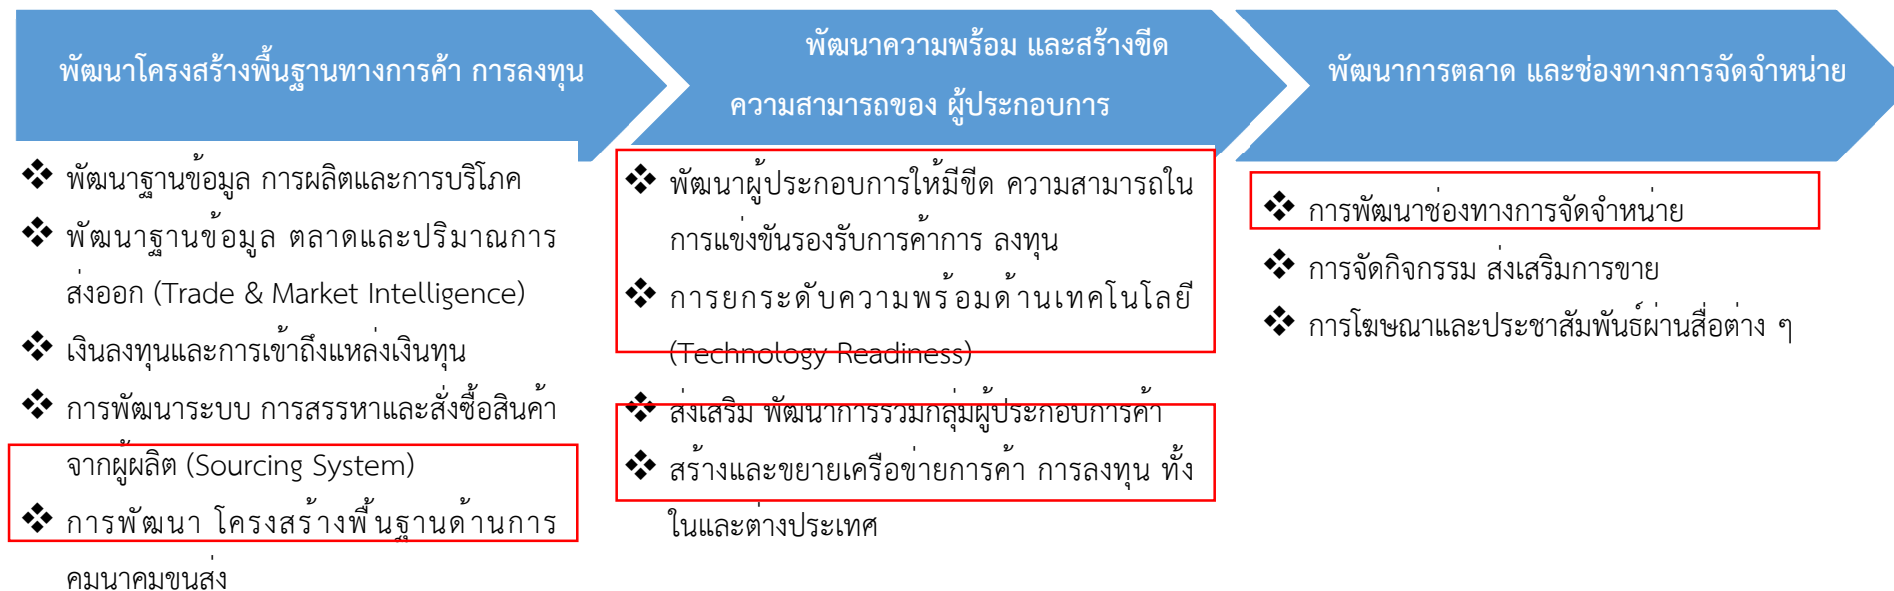 พัฒนาโครงสร้างพื้นฐานทางการค้า การลงทุน
พัฒนาความพร้อม และสร้างขีด
ความสามารถของ ผู้ประกอบการ
พัฒนาการตลาด และช่องทางการจัดจำหน่าย
❖ พัฒนาฐานข้อมูล การผลิตและการบริโภค
❖ พัฒนาฐานข้อมูล ตลาดและปริมาณการ
ส่งออก (Trade & Market Intelligence)
❖ เงินลงทุนและการเข้าถึงแหล่งเงินทุน
❖ การพัฒนาระบบ การสรรหาและสั่งซื้อสินค้า
จากผู้ผลิต (Sourcing System)
❖ การพัฒนา โครงสร้างพื้นฐานด้านการ
คมนาคมขนส่ง
❖ พัฒนาผู้ประกอบการให้มีขีด ความสามารถใน
การแข่งขันรองรับการค้าการ ลงทุน
❖ การยกระดับความพร้อมด้านเทคโนโลยี
(Technology Readiness)
❖ ส่งเสริม พัฒนาการรวมกลุ่มผู้ประกอบการค้า
❖ สร้างและขยายเครือข่ายการค้า การลงทุน ทั้ง
ในและต่างประเทศ
❖ การพัฒนาช่องทางการจัดจำหน่าย
❖ การจัดกิจกรรม ส่งเสริมการขาย
❖ การโฆษณาและประชาสัมพันธ์ผ่านสื่อต่าง ๆ